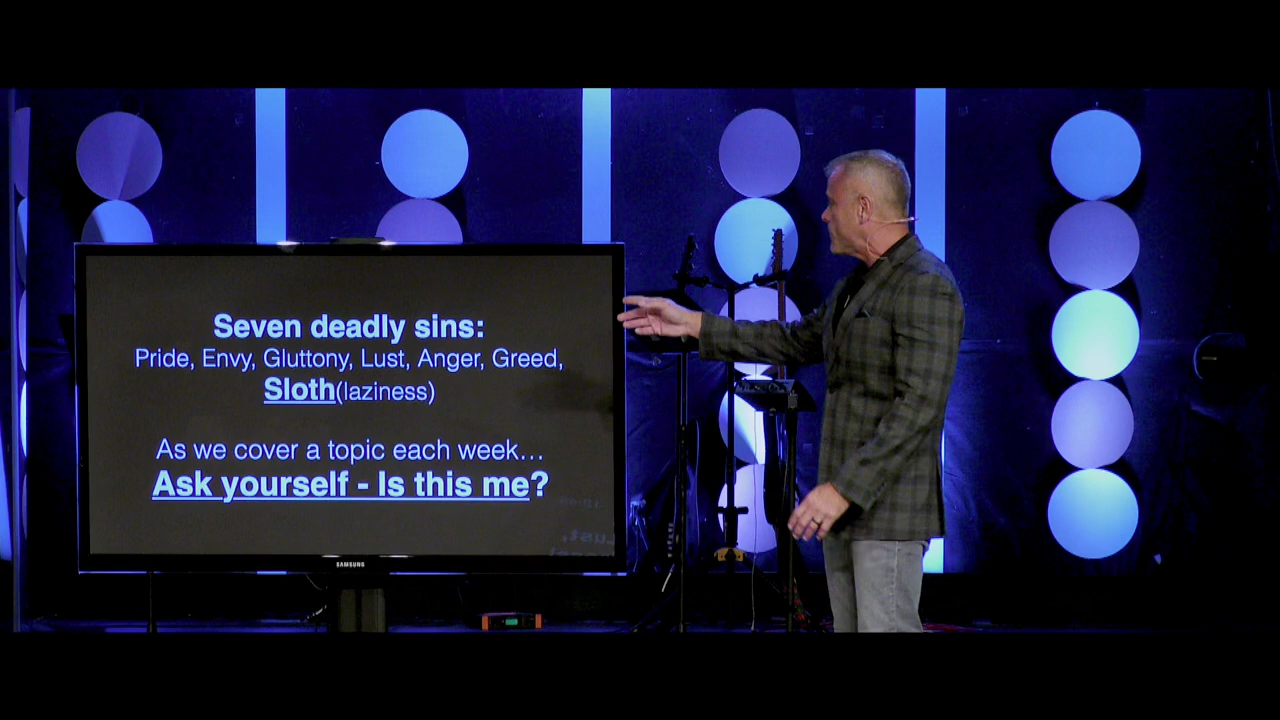 Seven deadly sins:
Pride, Envy, Gluttony, Lust, Anger, Greed,
Sloth(laziness)
As we cover a topic each week…
Ask yourself - Is this me?
SAMSUNG